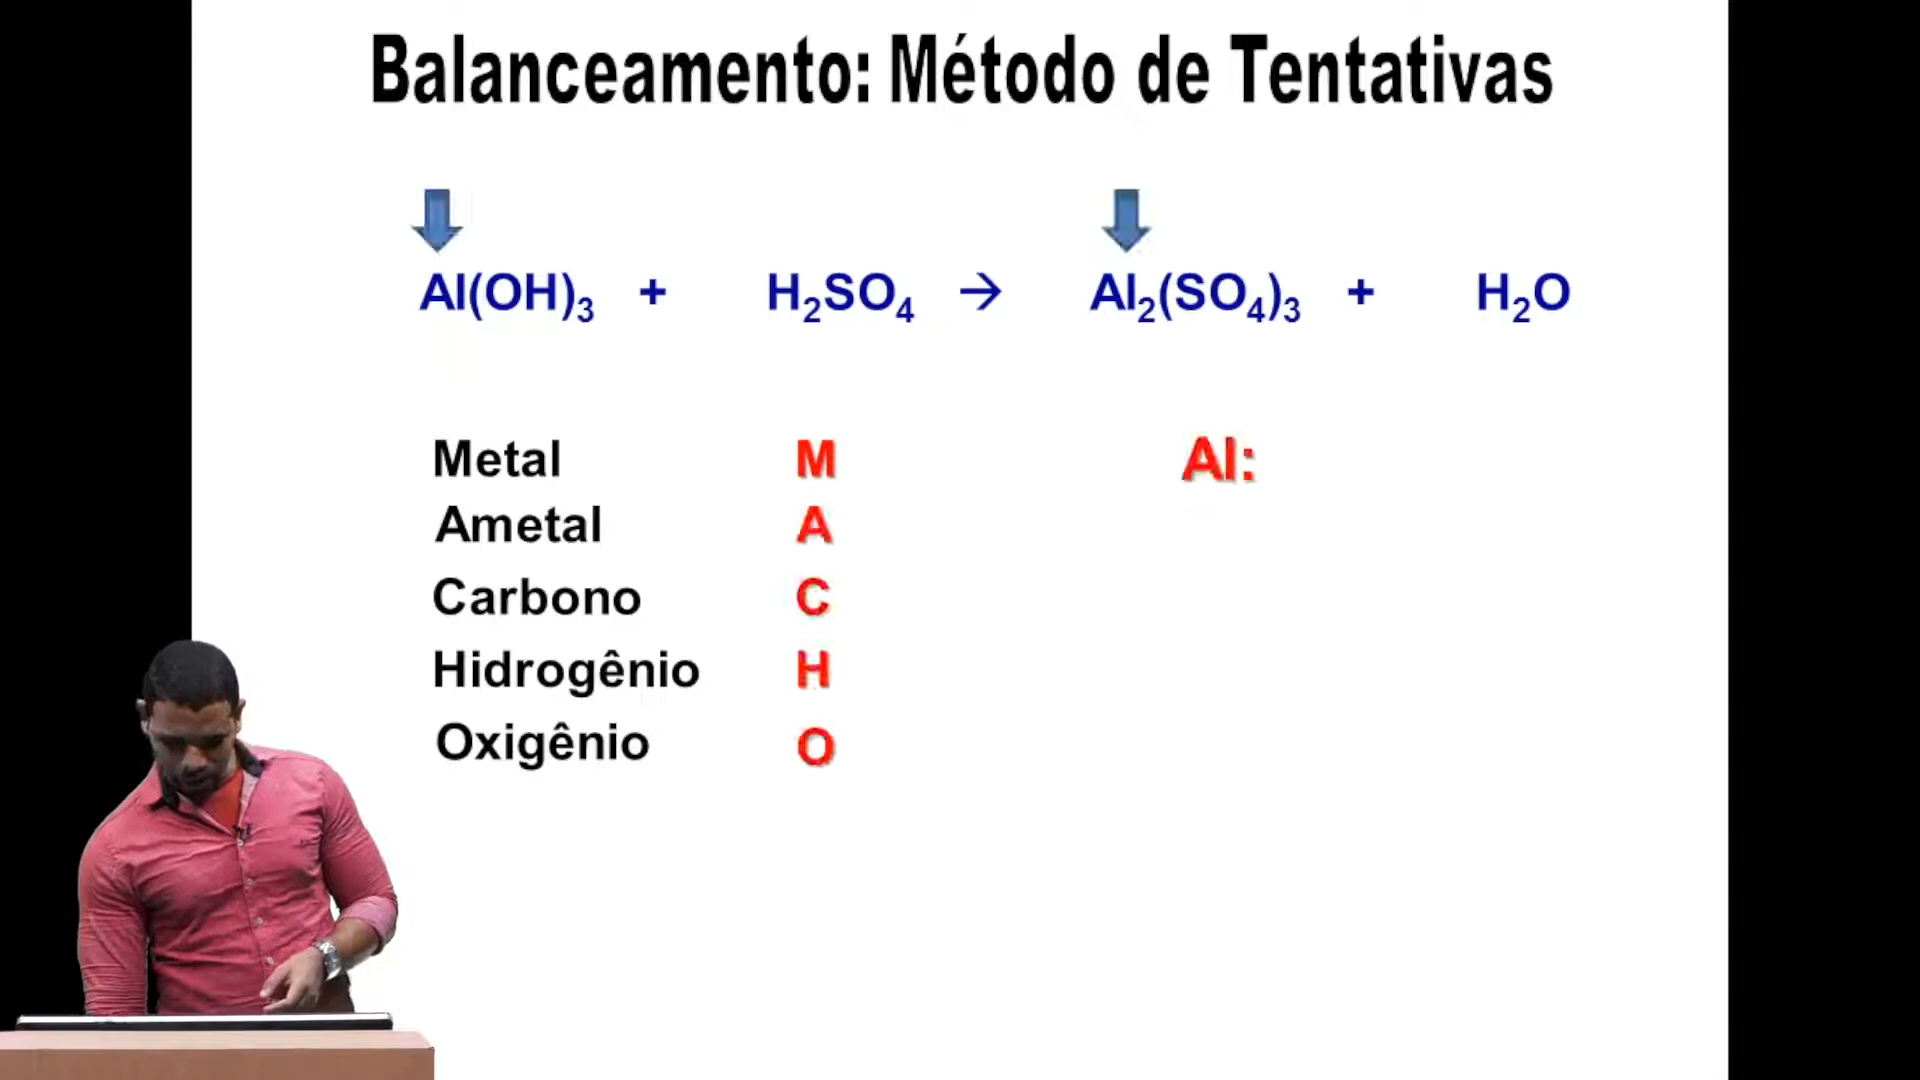 Balanceamento: Método de Tentativas
Al(OH)₃ + H₂SO₄ → Al₂(SO₄)₃ + H₂O
Metal M Al:
Ametal A
Carbono C
Hidrogênio H
Oxigênio O